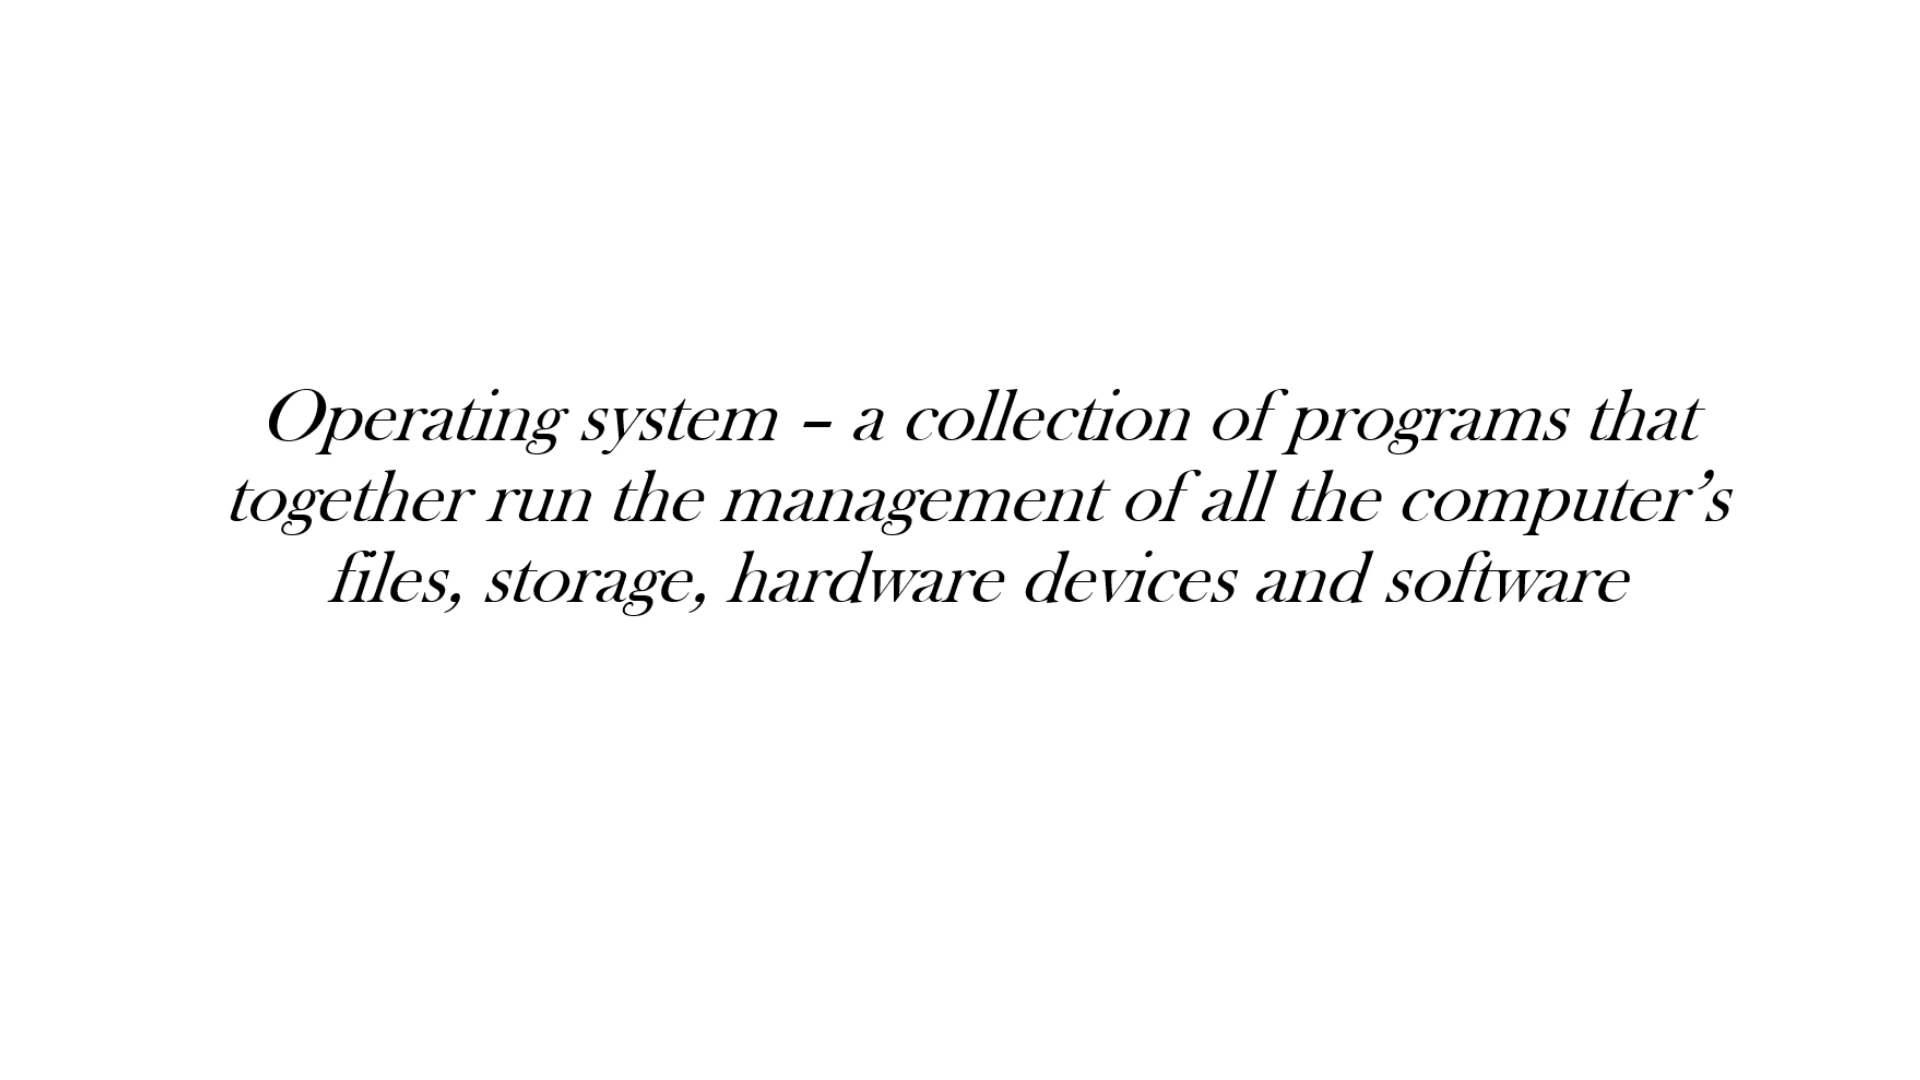 Operating system – a collection of programs that
together run the management of all the computer’s
files, storage, hardware devices and software